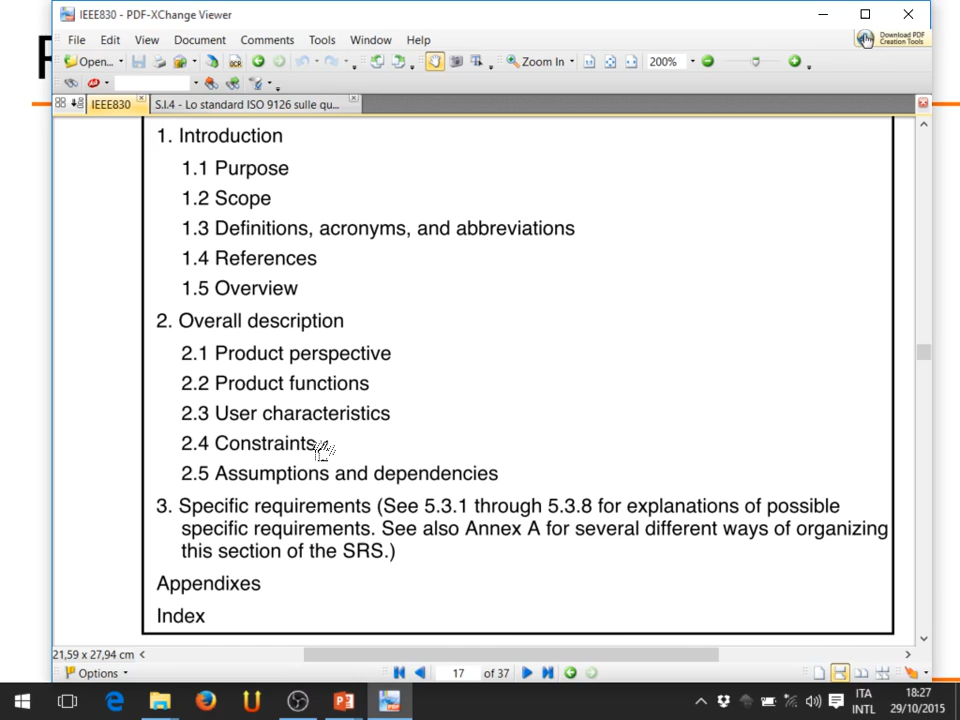 IEEE830 - PDF-XChange Viewer
File Edit View Document Comments Tools Window Help
Download PDF
Creation Tools
Open... OCR Zoom In 200%
IEEE830 S.I.4 - Lo standard ISO 9126 sulle qu...
1. Introduction
1.1 Purpose
1.2 Scope
1.3 Definitions, acronyms, and abbreviations
1.4 References
1.5 Overview
2. Overall description
2.1 Product perspective
2.2 Product functions
2.3 User characteristics
2.4 Constraints
2.5 Assumptions and dependencies
3. Specific requirements (See 5.3.1 through 5.3.8 for explanations of possible
specific requirements. See also Annex A for several different ways of organizing
this section of the SRS.)
Appendixes
Index
21,59 x 27,94 cm
Options 17 of 37
ITA 18:27
INTL 29/10/2015